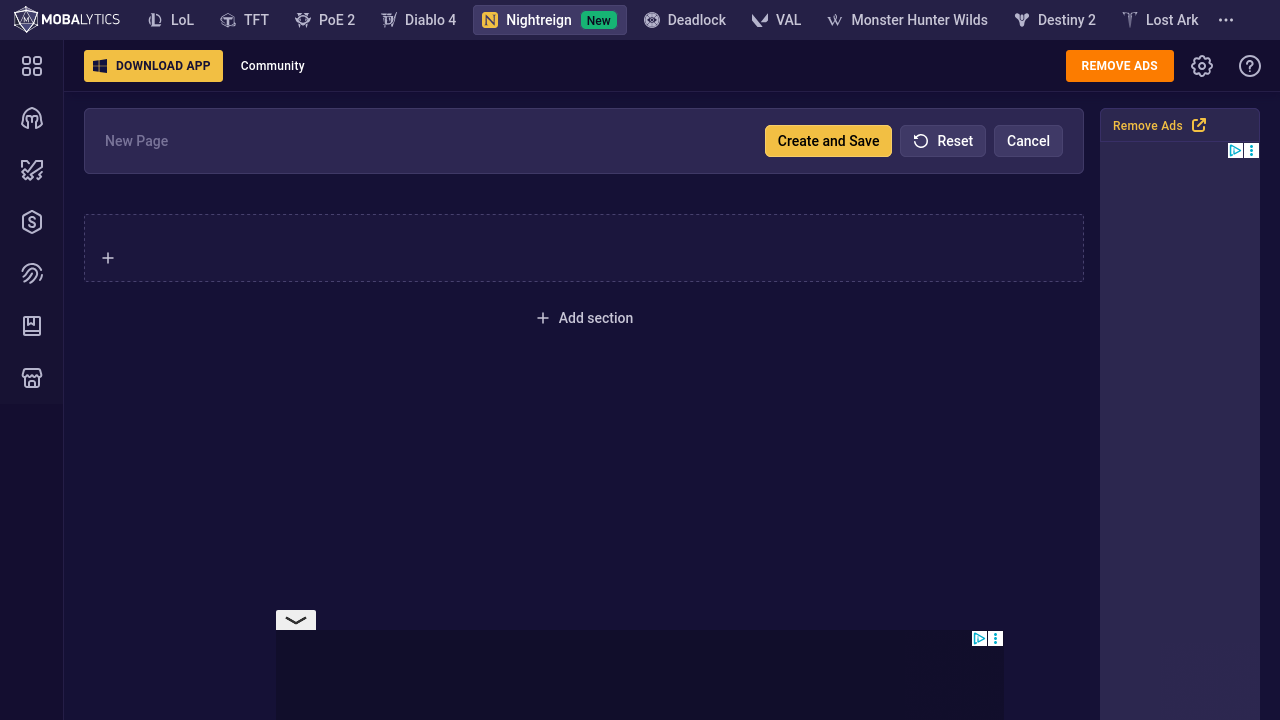 MOBALYTICS
LoL
TFT
PoE 2
Diablo 4
Nightreign New
Deadlock
VAL
Monster Hunter Wilds
Destiny 2
Lost Ark
DOWNLOAD APP
Community
REMOVE ADS
New Page
Create and Save
Reset
Cancel
Remove Ads
Add section